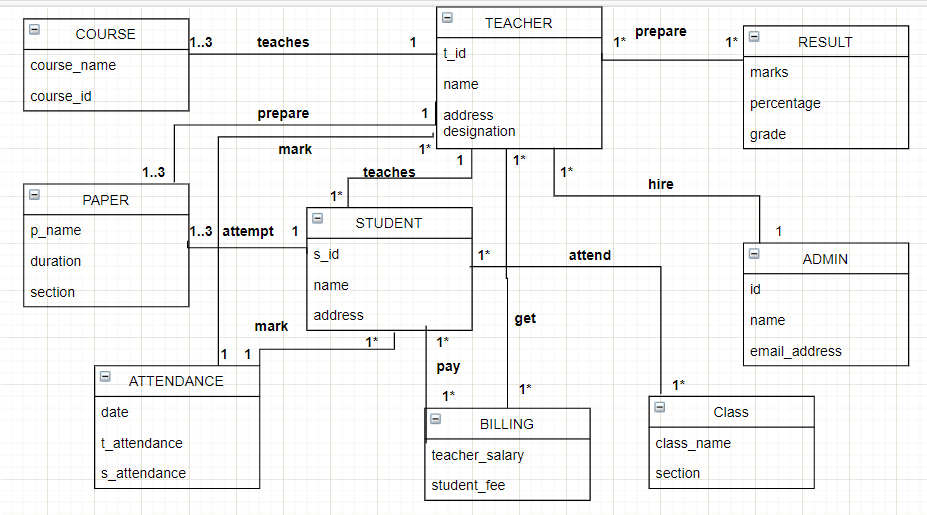 COURSE
course_name
course_id
1..3
teaches
1
TEACHER
t_id
name
address
designation
1*
prepare
1*
RESULT
marks
percentage
grade
prepare
1
1..3
mark
1*
1
1*
hire
1
teaches
1*
PAPER
p_name
duration
section
1..3
attempt
1
STUDENT
s_id
name
address
1*
attend
1*
ADMIN
id
name
email_address
get
1*
mark
1*
1
1
1*
pay
1*
ATTENDANCE
date
t_attendance
s_attendance
BILLING
teacher_salary
student_fee
Class
class_name
section